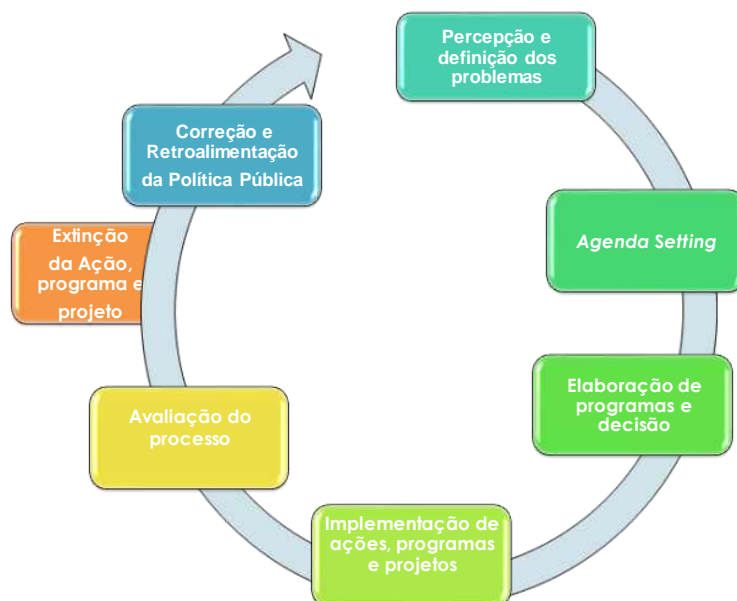 Percepção e
definição dos
problemas
Agenda Setting
Elaboração de
programas e
decisão
Implementação de
ações, programas
e projetos
Avaliação do
processo
Extinção
da Ação,
programa e
projeto
Correção e
Retroalimentação
da Política Pública